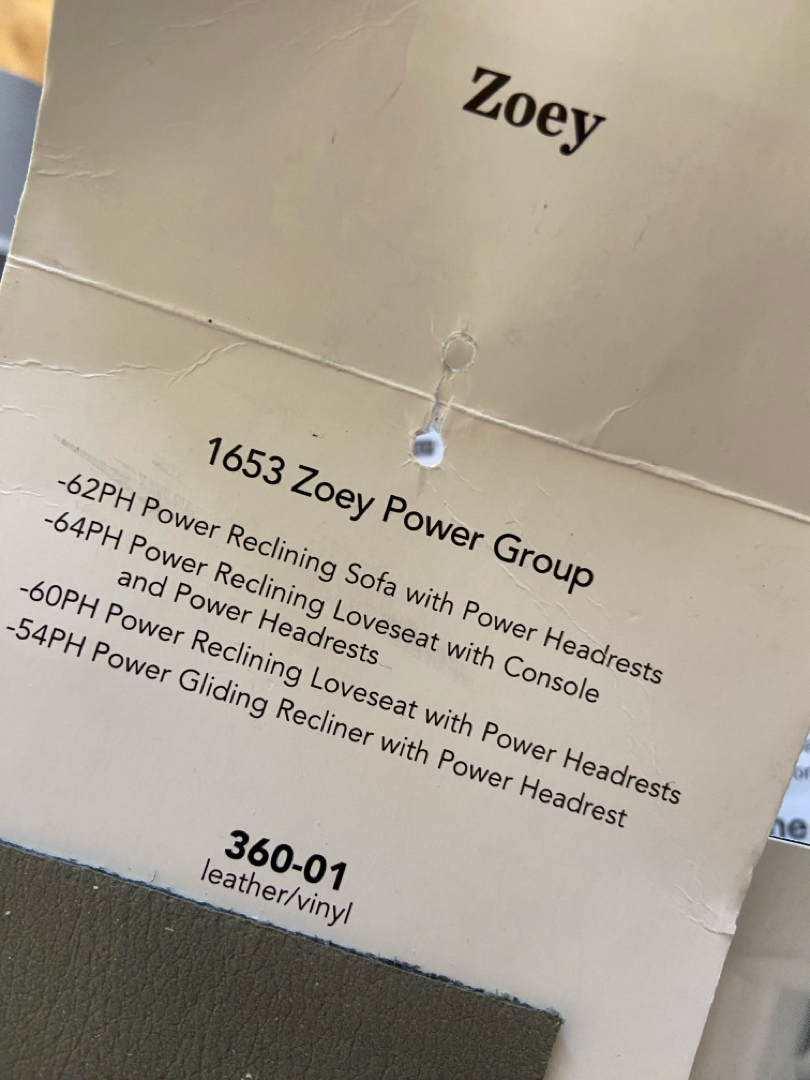 Zoey
1653 Zoey Power Group
-62PH Power Reclining Sofa with Power Headrests
-64PH Power Reclining Loveseat with Console
and Power Headrests
-60PH Power Reclining Loveseat with Power Headrests
-54PH Power Gliding Recliner with Power Headrest
360-01
leather/vinyl